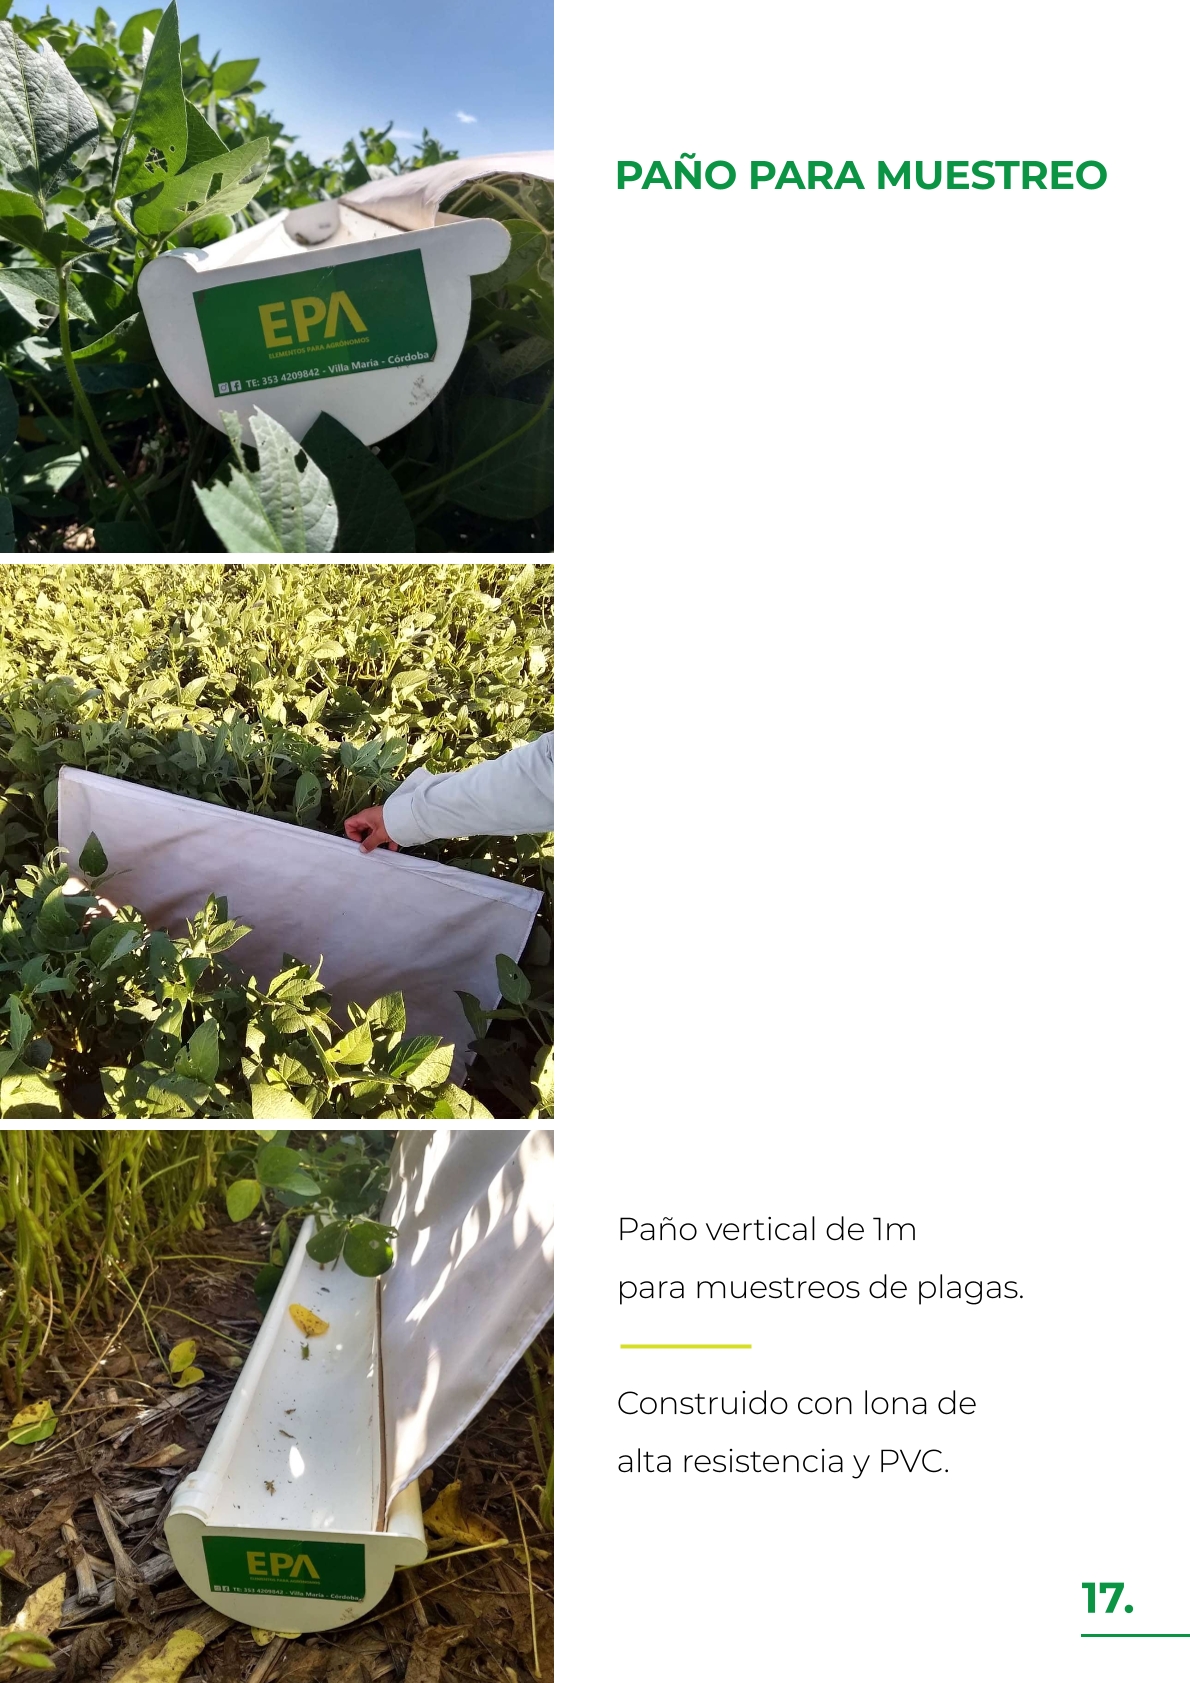 PAÑO PARA MUESTREO
EPA
ELEMENTOS PARA AGRÓNOMOS
TE: 353 4209842 - Villa María - Córdoba
Paño vertical de 1m
para muestreos de plagas.
Construido con lona de
alta resistencia y PVC.
EPA
ELEMENTOS PARA AGRÓNOMOS
TE: 353 4209842 - Villa María - Córdoba
17.